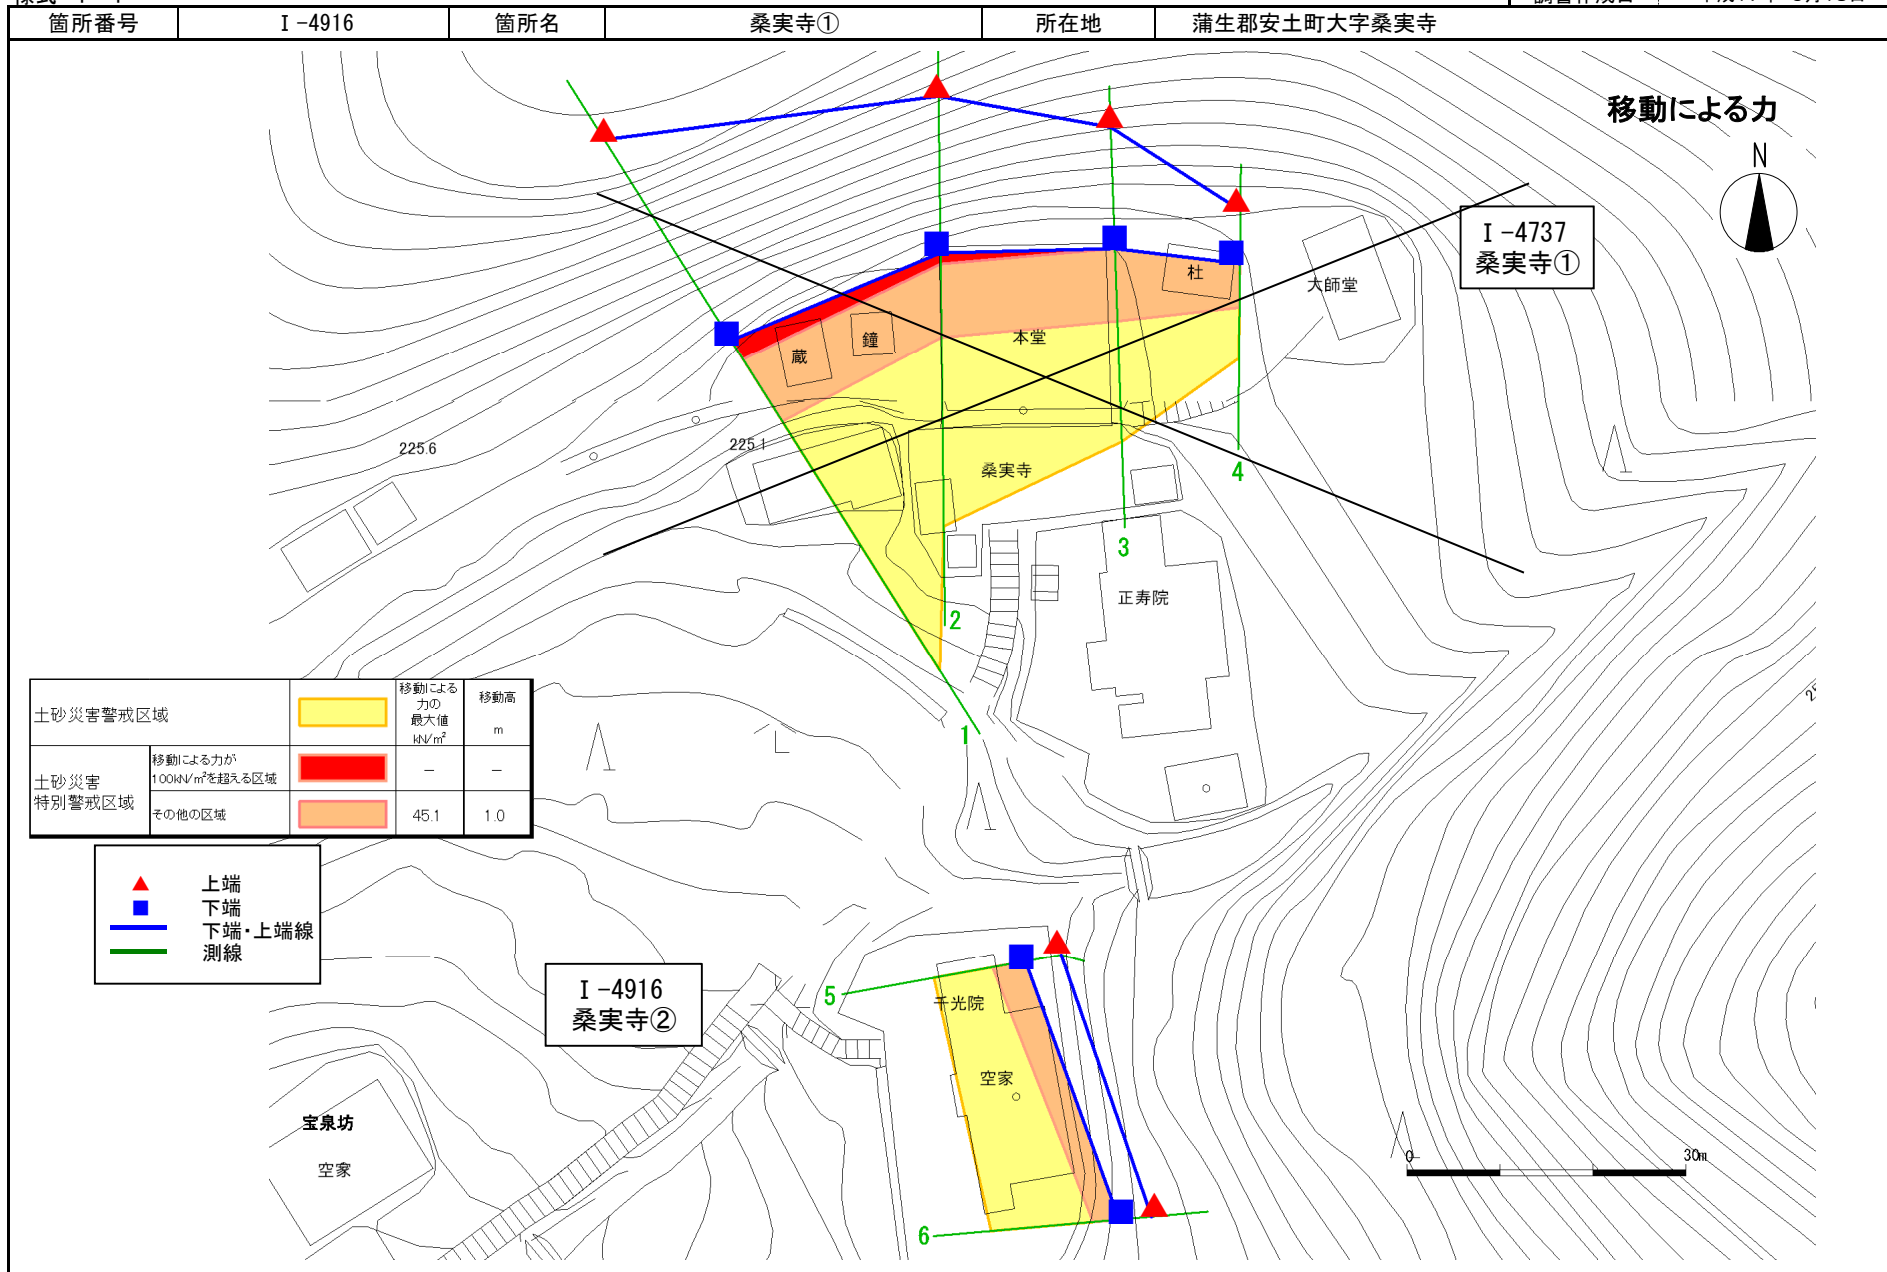 箇所番号 I-4916 箇所名 桑実寺① 所在地 蒲生郡安土町大字桑実寺
移動による力
N
I-4737
桑実寺①
杜
大師堂
本堂
鐘
蔵
225.6
225.1
桑実寺
4
3
正寿院
2
1
土砂災害警戒区域
移動による
力の
最大値
kN/m²
移動高
m
土砂災害
特別警戒区域
移動による力が
100kN/m²を超える区域
－ －
その他の区域
45.1 1.0
上端
下端
下端・上端線
測線
I-4916
桑実寺②
5
千光院
空家
宝泉坊
空家
6
0
30m